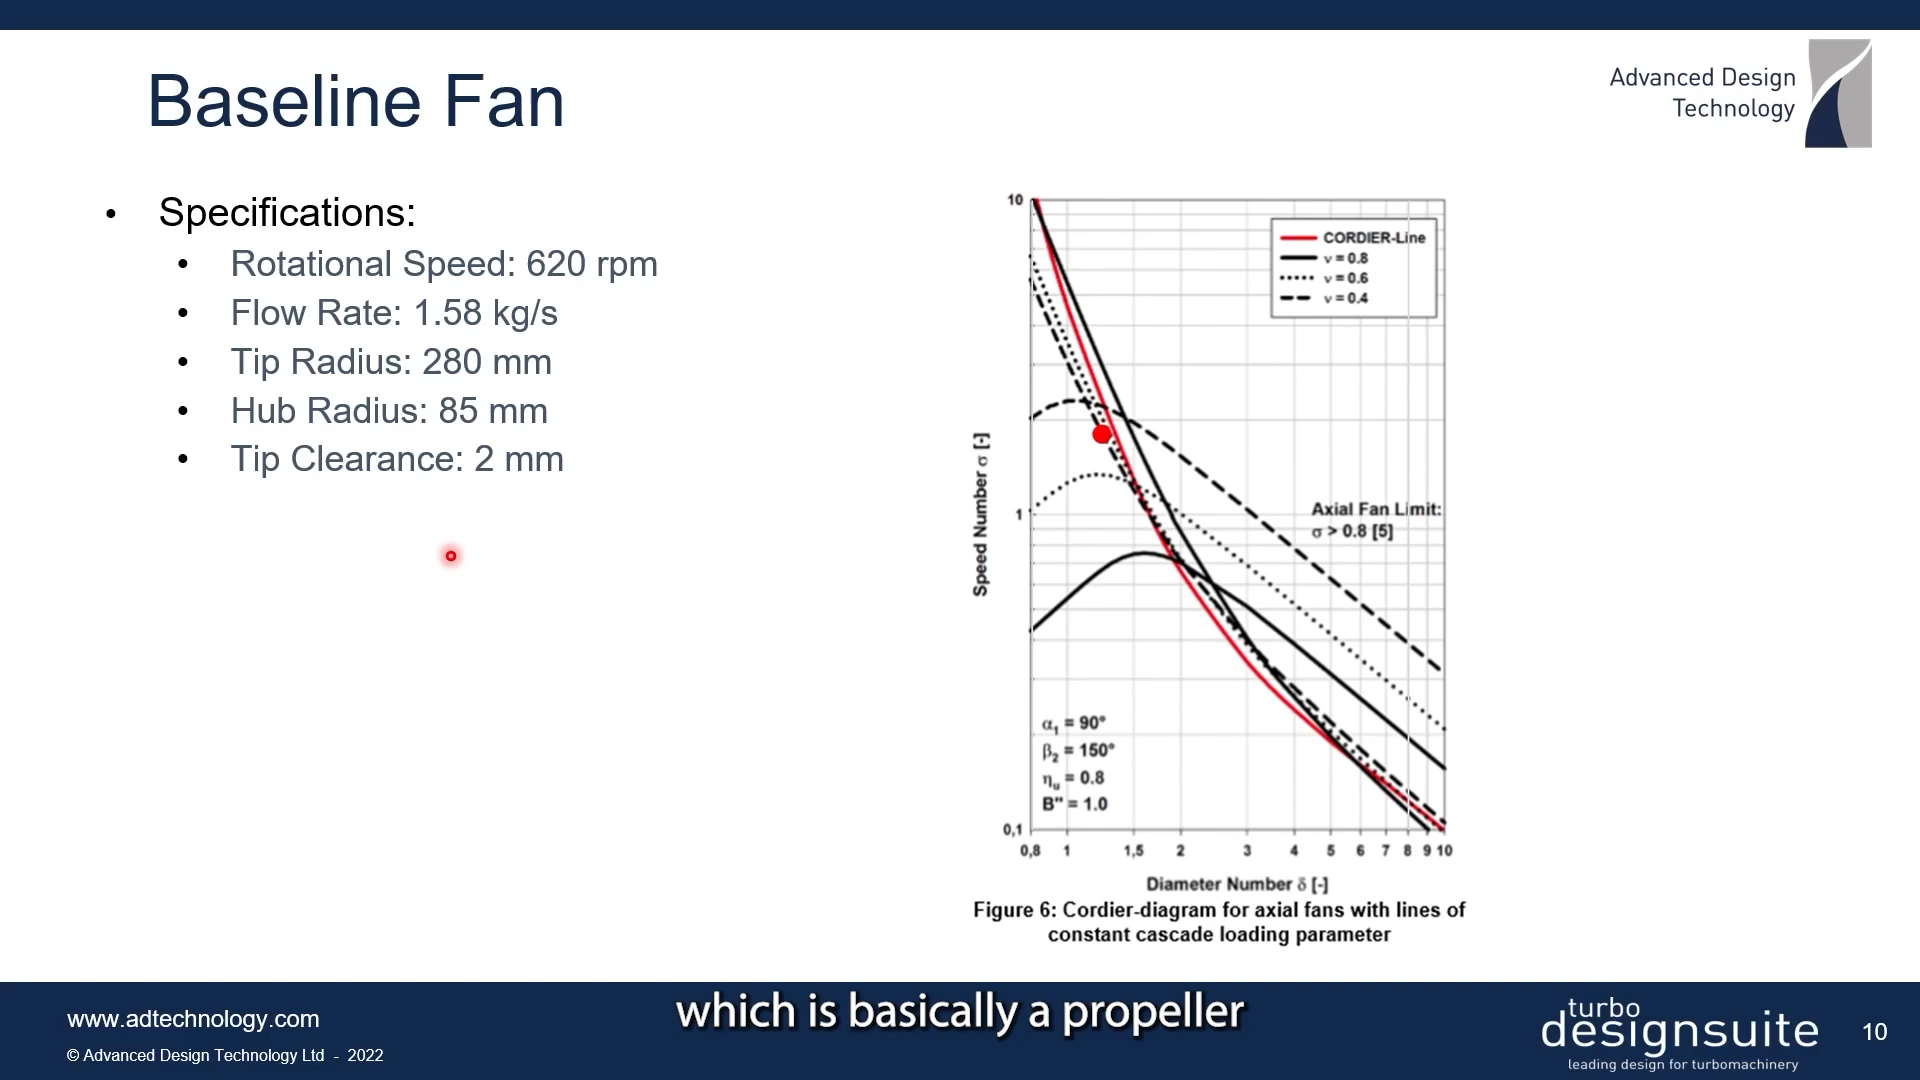 Baseline Fan
Advanced Design
Technology
• Specifications:
• Rotational Speed: 620 rpm
• Flow Rate: 1.58 kg/s
• Tip Radius: 280 mm
• Hub Radius: 85 mm
• Tip Clearance: 2 mm
10
CORDIER-Line
ν = 0.8
ν = 0.6
ν = 0.4
Speed Number σ [-]
1
Axial Fan Limit:
σ > 0.8 [5]
α₁ = 90°
β₂ = 150°
ηᵤ = 0.8
B" = 1.0
0,1
0,8 1 1,5 2 3 4 5 6 7 8 9 10
Diameter Number δ [-]
Figure 6: Cordier-diagram for axial fans with lines of
constant cascade loading parameter
which is basically a propeller
www.adtechnology.com
© Advanced Design Technology Ltd - 2022
turbo
designsuite
leading design for turbomachinery
10